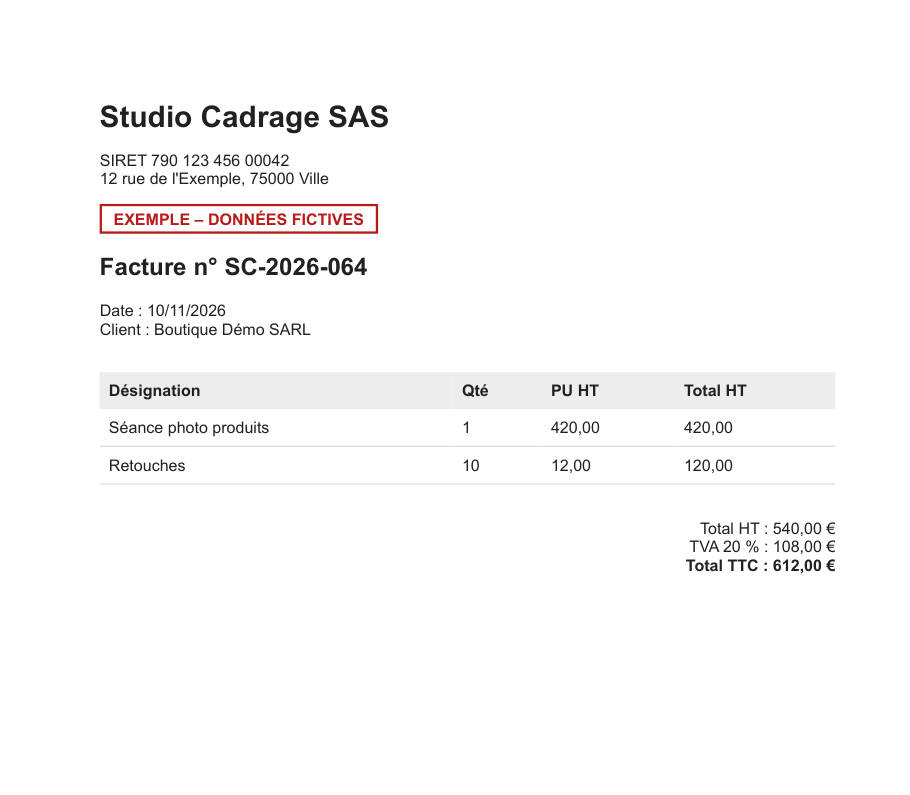 Studio Cadrage SAS
SIRET 790 123 456 00042
12 rue de l'Exemple, 75000 Ville
EXEMPLE – DONNÉES FICTIVES
Facture n° SC-2026-064
Date : 10/11/2026
Client : Boutique Démo SARL
Désignation Qté PU HT Total HT
Séance photo produits 1 420,00 420,00
Retouches 10 12,00 120,00
Total HT : 540,00 €
TVA 20 % : 108,00 €
Total TTC : 612,00 €